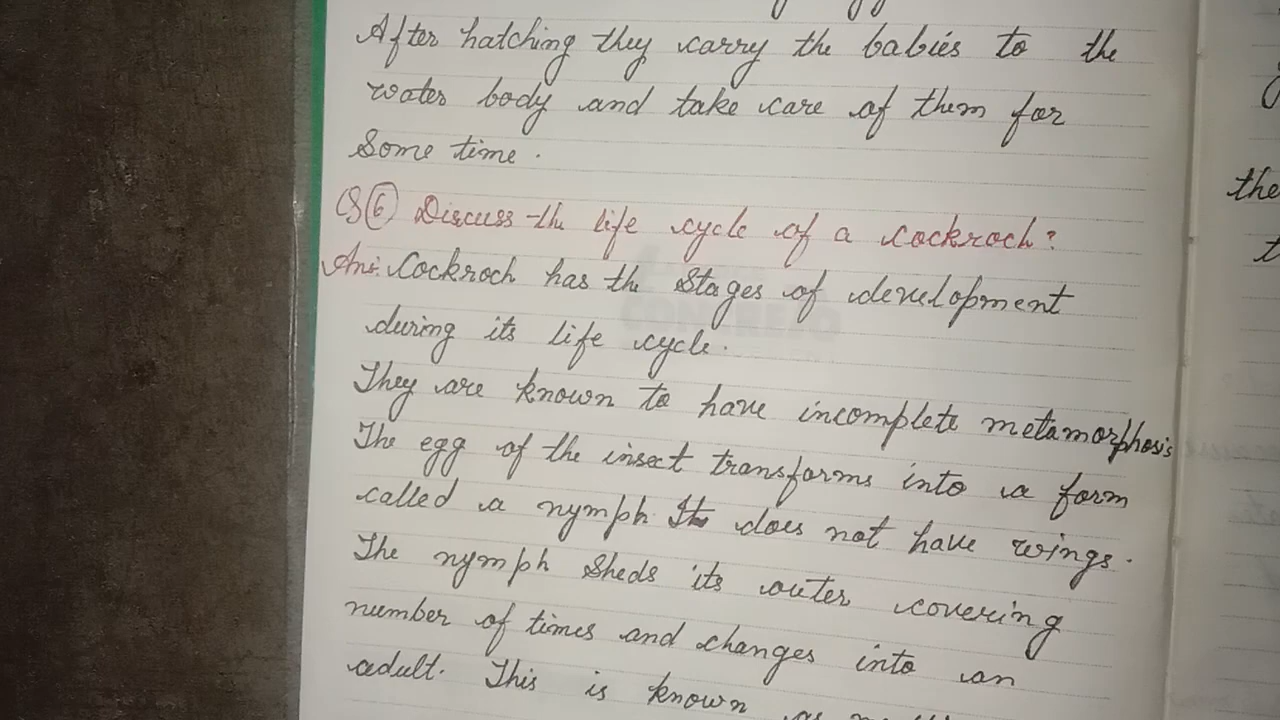 After hatching they carry the babies to the
water body and take care of them for
Some time.
Q6 Discuss the life cycle of a Cockroch?
Ans. Cockroch has the stages of development
during its life cycle.
They are known to have incomplete metamorphosis
The egg of the insect transforms into a form
called a nymph It does not have wings.
The nymph sheds its outer covering
number of times and changes into an
adult. This is known as
the